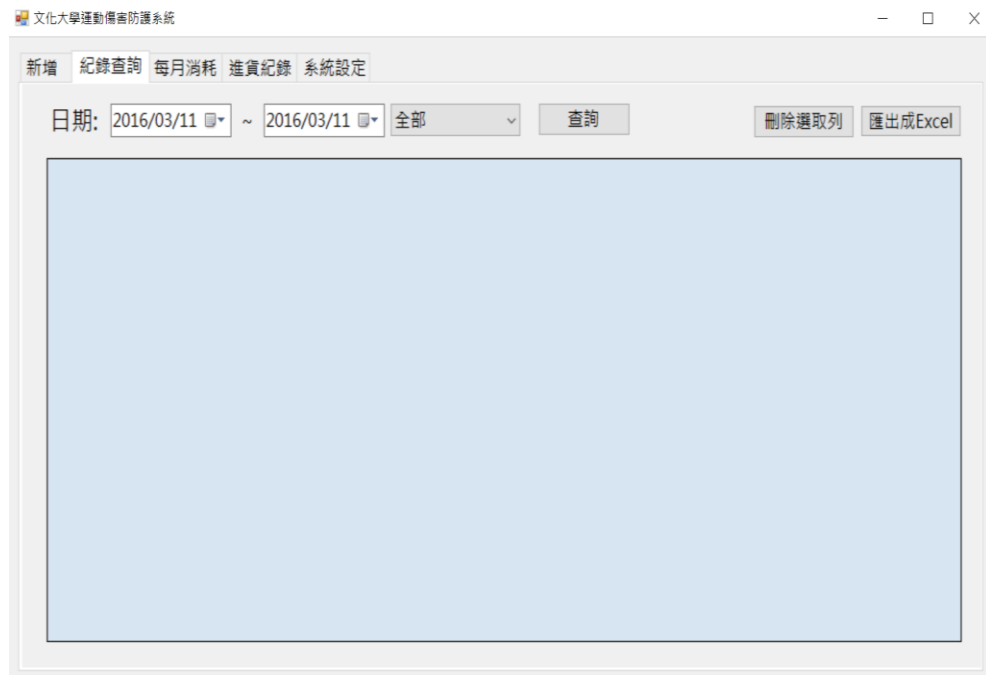 文化大學運動傷害防護系統
新增 紀錄查詢 每月消耗 進貨紀錄 系統設定
日期: 2016/03/11 ~ 2016/03/11 全部 查詢 刪除選取列 匯出成Excel